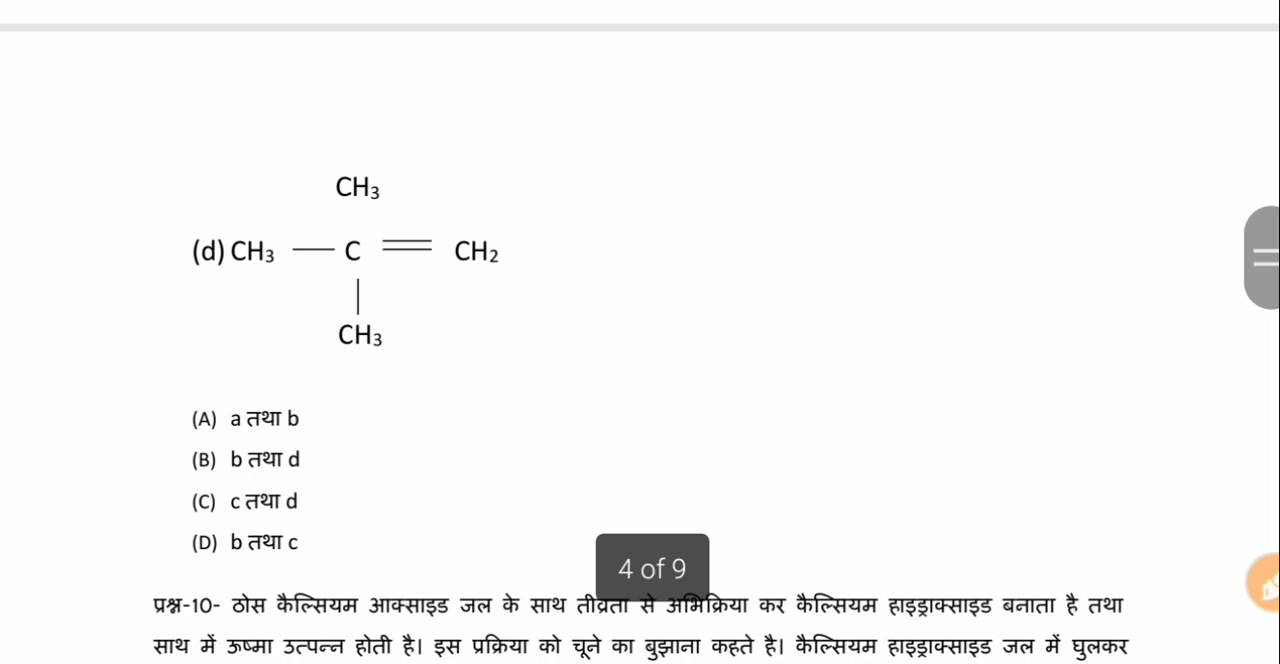 CH₃
(d) CH₃ — C = CH₂
|
CH₃
(A) a तथा b
(B) b तथा d
(C) c तथा d
(D) b तथा c
4 of 9
प्रश्न-10- ठोस कैल्सियम आक्साइड जल के साथ तीव्रता से अभिक्रिया कर कैल्सियम हाइड्राक्साइड बनाता है तथा
साथ में ऊष्मा उत्पन्न होती है। इस प्रक्रिया को चूने का बुझाना कहते है। कैल्सियम हाइड्राक्साइड जल में घुलकर